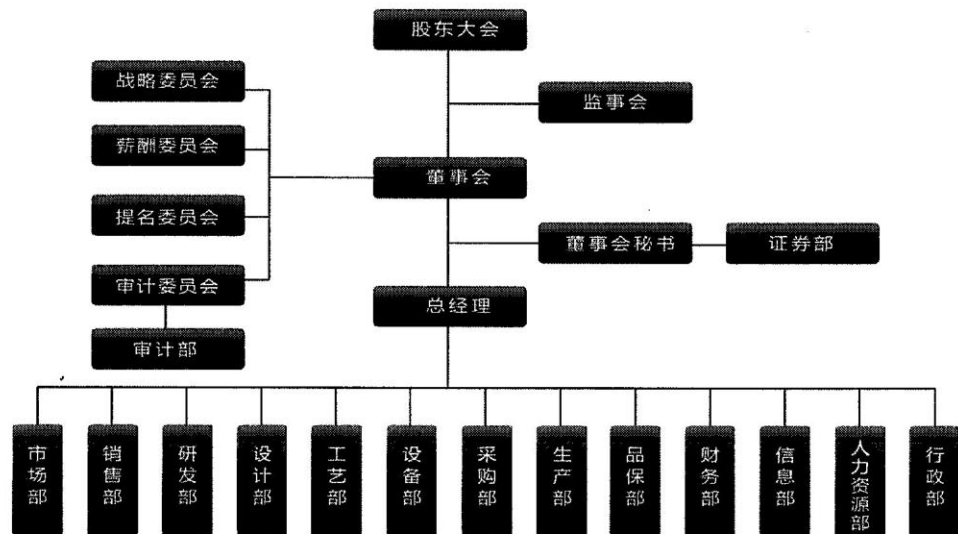 股东大会
战略委员会
监事会
薪酬委员会
董事会
提名委员会
董事会秘书
证券部
审计委员会
总经理
审计部
市场部
销售部
研发部
设计部
工艺部
设备部
采购部
生产部
品保部
财务部
信息部
人力资源部
行政部